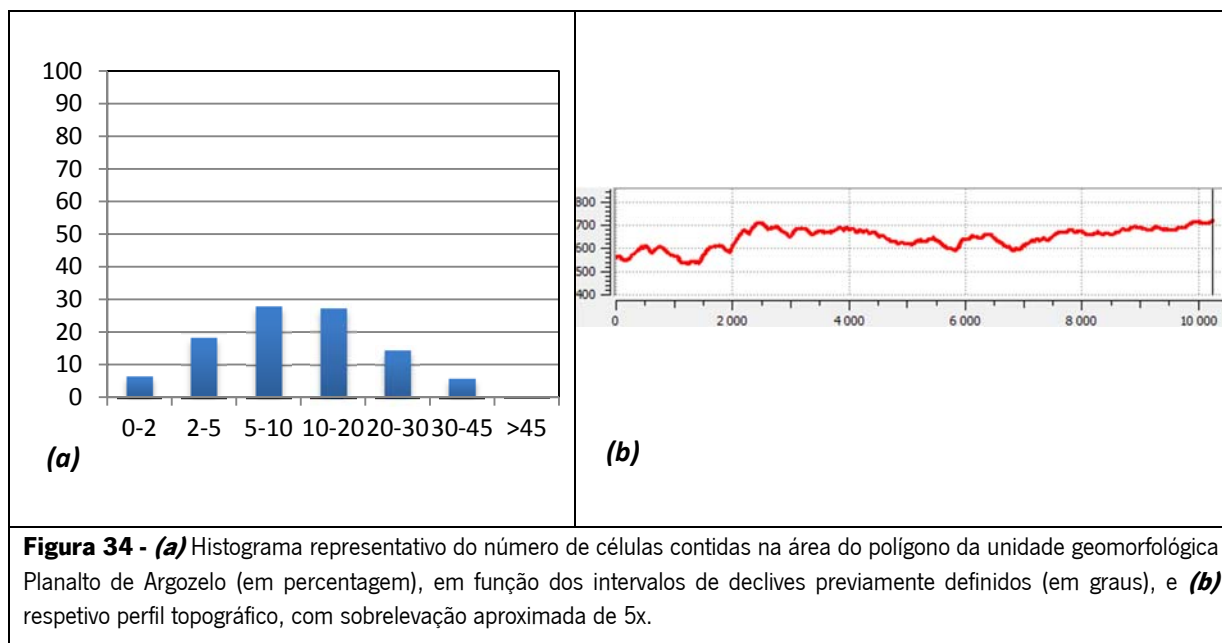 100
90
80
70
60
50
40
30
20
10
0
0-2 2-5 5-10 10-20 20-30 30-45 >45
(a)
800
700
600
500
400
0 2 000 4 000 6 000 8 000 10 000
(b)
Figura 34 - (a) Histograma representativo do número de células contidas na área do polígono da unidade geomorfológica
Planalto de Argozelo (em percentagem), em função dos intervalos de declives previamente definidos (em graus), e (b)
respetivo perfil topográfico, com sobrelevação aproximada de 5x.